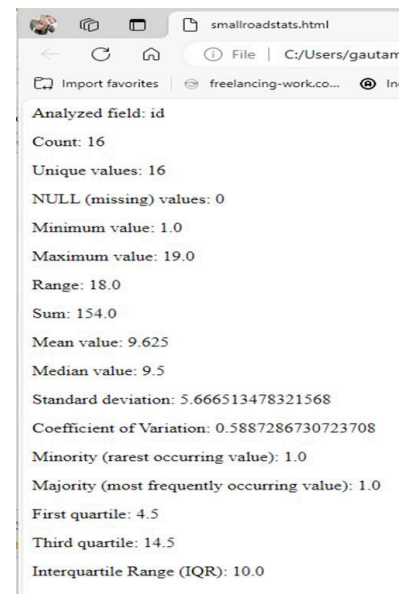 smallroadstats.html
File | C:/Users/gautam
Import favorites freelancing-work.co... In
Analyzed field: id
Count: 16
Unique values: 16
NULL (missing) values: 0
Minimum value: 1.0
Maximum value: 19.0
Range: 18.0
Sum: 154.0
Mean value: 9.625
Median value: 9.5
Standard deviation: 5.666513478321568
Coefficient of Variation: 0.5887286730723708
Minority (rarest occurring value): 1.0
Majority (most frequently occurring value): 1.0
First quartile: 4.5
Third quartile: 14.5
Interquartile Range (IQR): 10.0